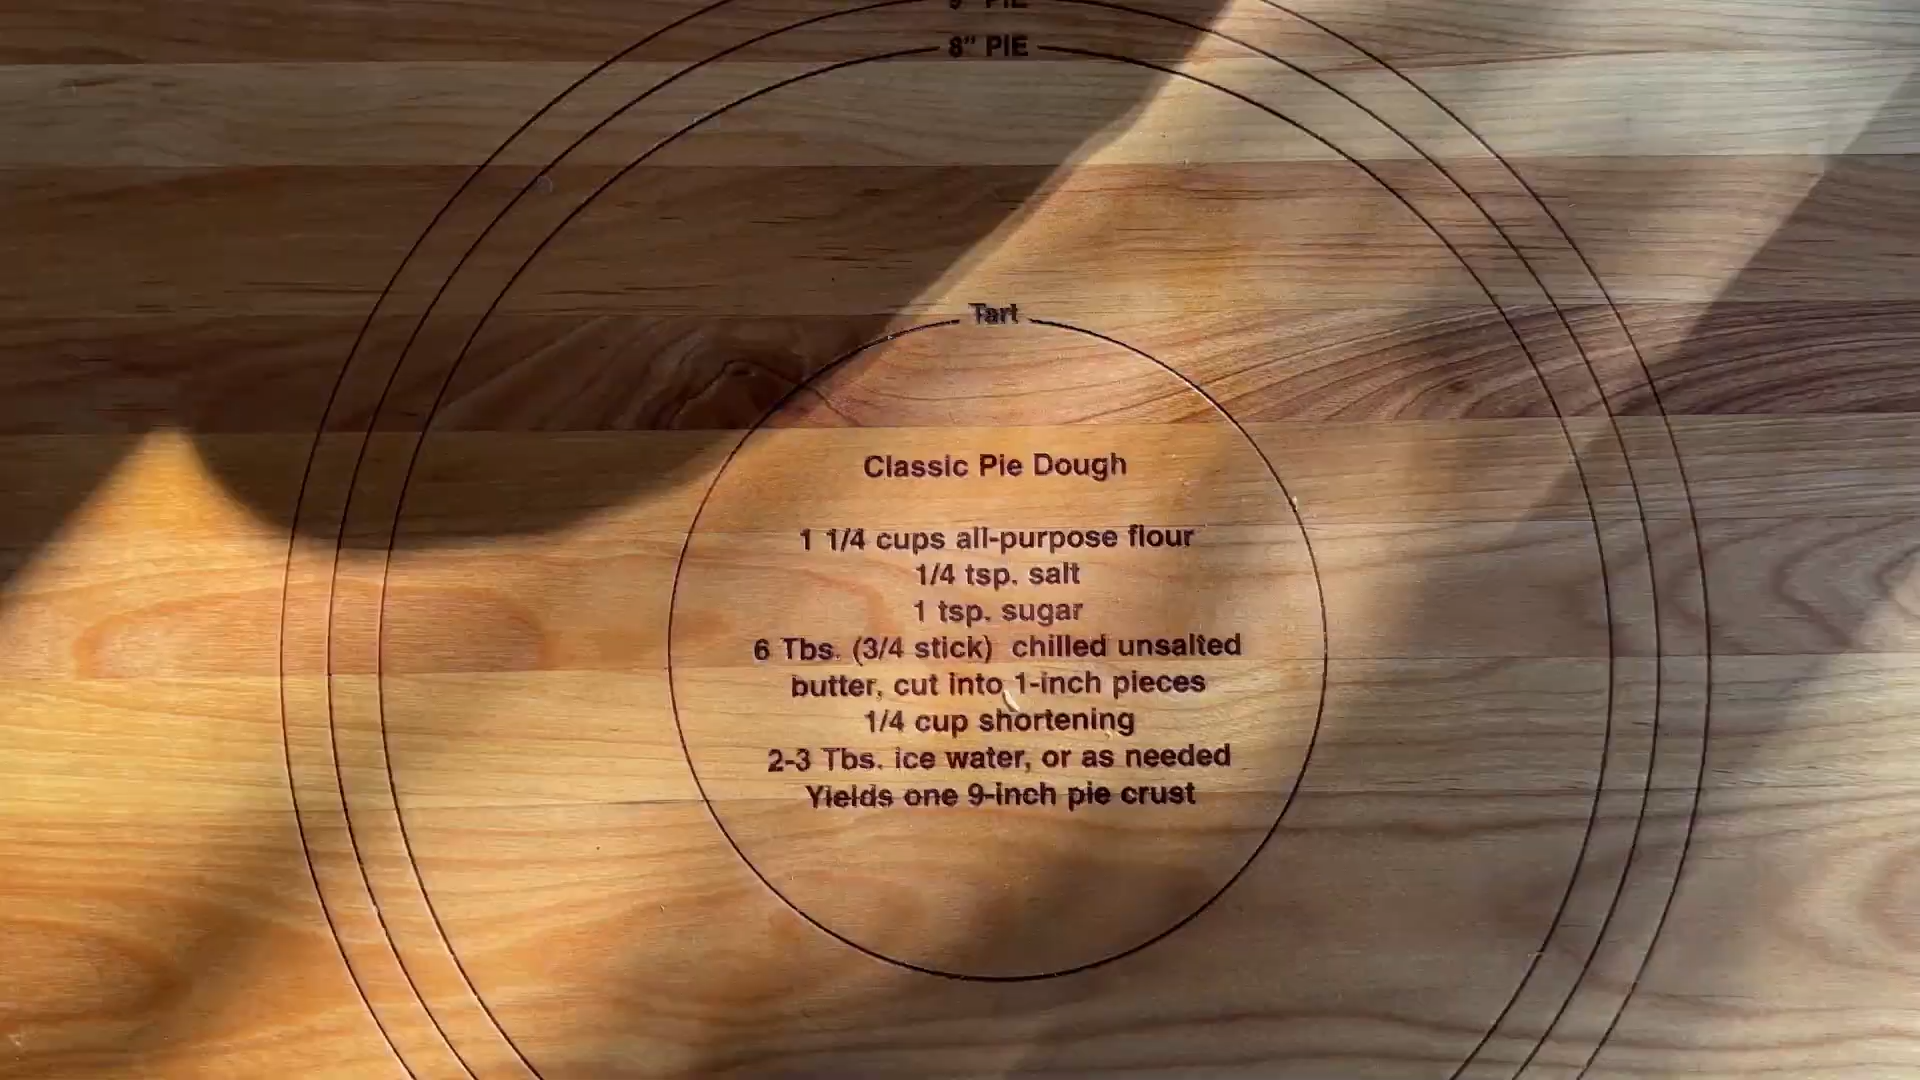 9” PIE
8” PIE
Tart
Classic Pie Dough
1 1/4 cups all-purpose flour
1/4 tsp. salt
1 tsp. sugar
6 Tbs. (3/4 stick) chilled unsalted
butter, cut into 1-inch pieces
1/4 cup shortening
2-3 Tbs. ice water, or as needed
Yields one 9-inch pie crust